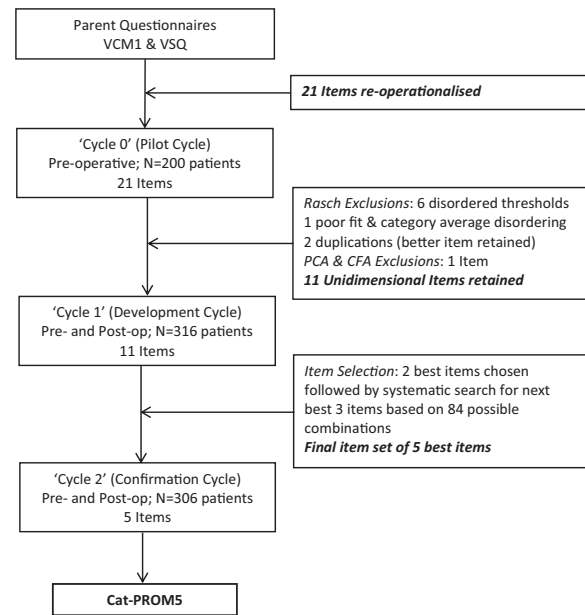 Parent Questionnaires
VCM1 & VSQ
21 Items re-operationalised
‘Cycle 0’ (Pilot Cycle)
Pre-operative; N=200 patients
21 Items
Rasch Exclusions: 6 disordered thresholds
1 poor fit & category average disordering
2 duplications (better item retained)
PCA & CFA Exclusions: 1 Item
11 Unidimensional Items retained
‘Cycle 1’ (Development Cycle)
Pre- and Post-op; N=316 patients
11 Items
Item Selection: 2 best items chosen
followed by systematic search for next
best 3 items based on 84 possible
combinations
Final item set of 5 best items
‘Cycle 2’ (Confirmation Cycle)
Pre- and Post-op; N=306 patients
5 Items
Cat-PROM5